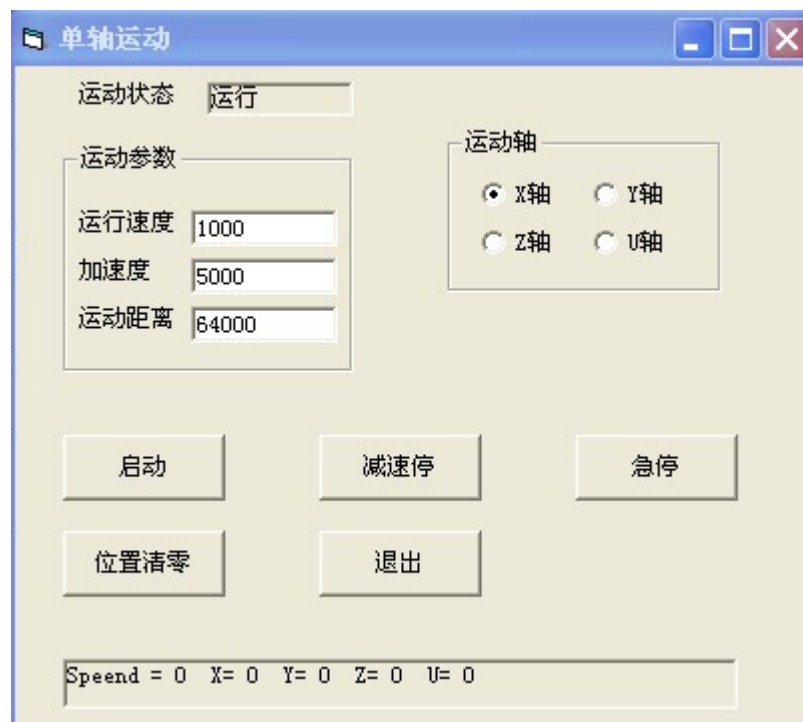 单轴运动
运动状态 运行
运动参数
运行速度 1000
加速度 5000
运动距离 64000
运动轴
X轴 Y轴
Z轴 U轴
启动 减速停 急停
位置清零 退出
Speend = 0 X= 0 Y= 0 Z= 0 U= 0